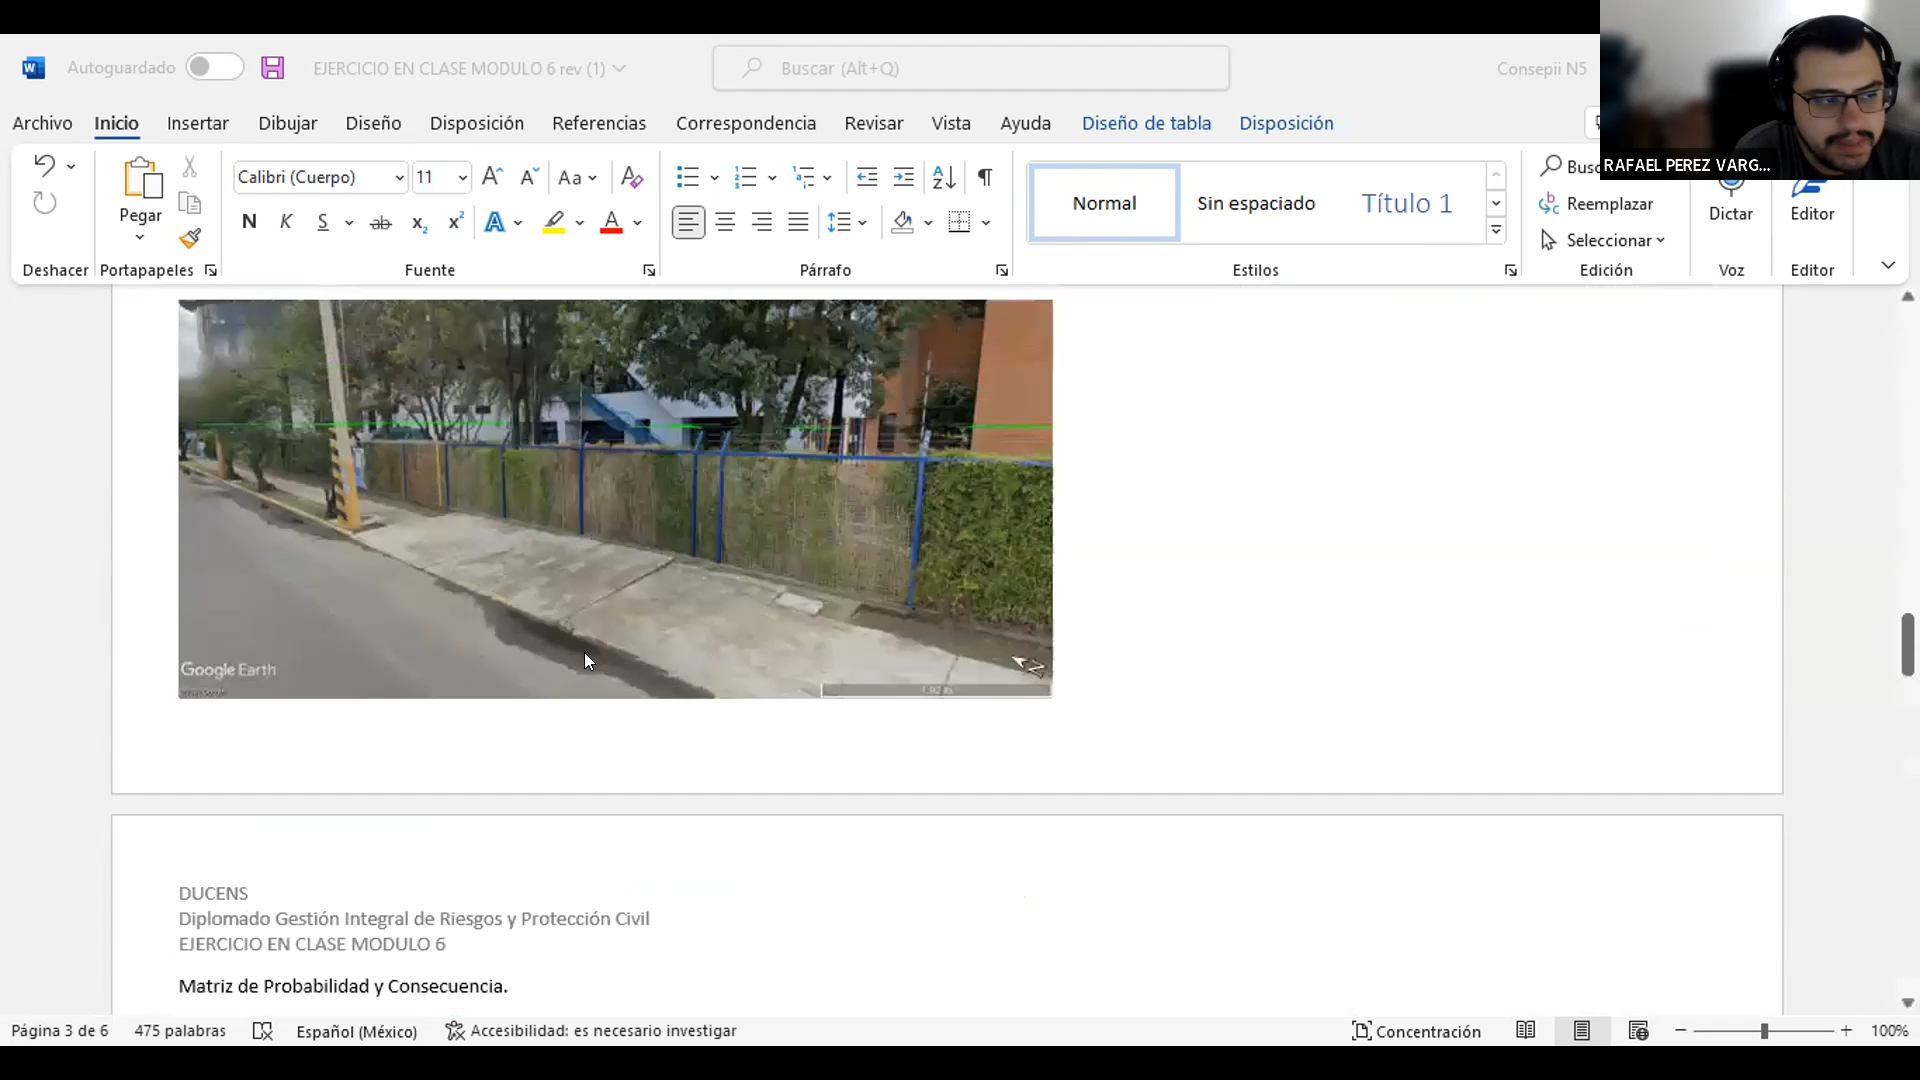 Autoguardado
EJERCICIO EN CLASE MODULO 6 rev (1)
Buscar (Alt+Q)
Consepii N5
RAFAEL PEREZ VARG...
Archivo Inicio Insertar Dibujar Diseño Disposición Referencias Correspondencia Revisar Vista Ayuda Diseño de tabla Disposición
Pegar
Calibri (Cuerpo) 11
Aa
N K S ab x₂ x² A A
Normal
Sin espaciado
Título 1
Reemplazar
Seleccionar
Dictar
Editor
Deshacer Portapapeles Fuente Párrafo Estilos Edición Voz Editor
Google Earth
DUCENS
Diplomado Gestión Integral de Riesgos y Protección Civil
EJERCICIO EN CLASE MODULO 6
Matriz de Probabilidad y Consecuencia.
Página 3 de 6 475 palabras Español (México) Accesibilidad: es necesario investigar Concentración 100%